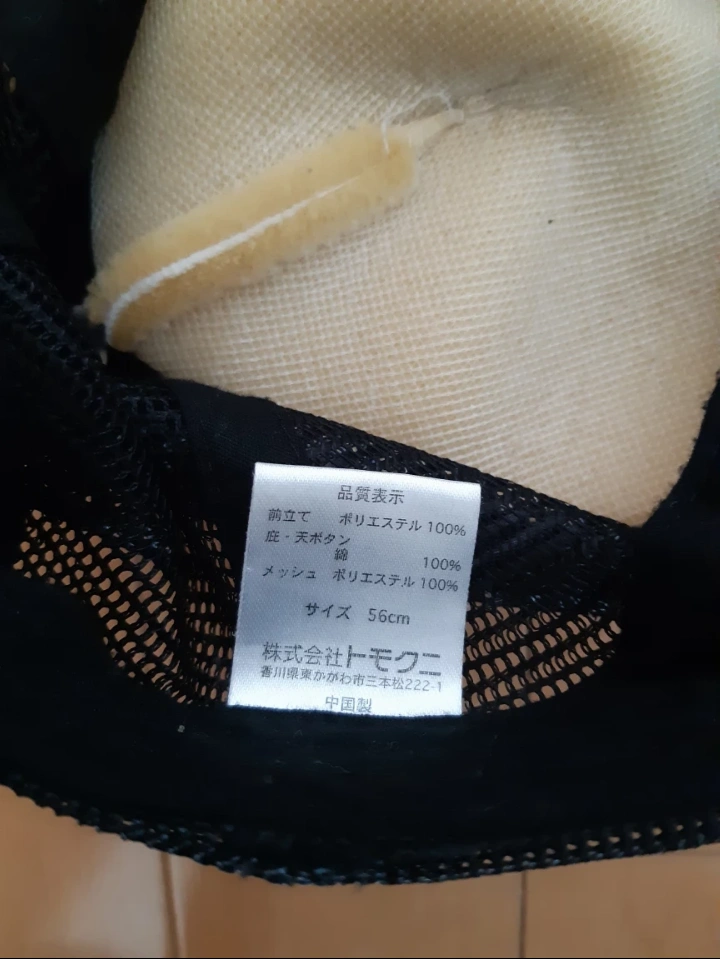 品質表示
前立て ポリエステル 100%
庇・天ボタン
綿 100%
メッシュ ポリエステル 100%
サイズ 56cm
株式会社トモクニ
香川県東かがわ市三本松222-1
中国製